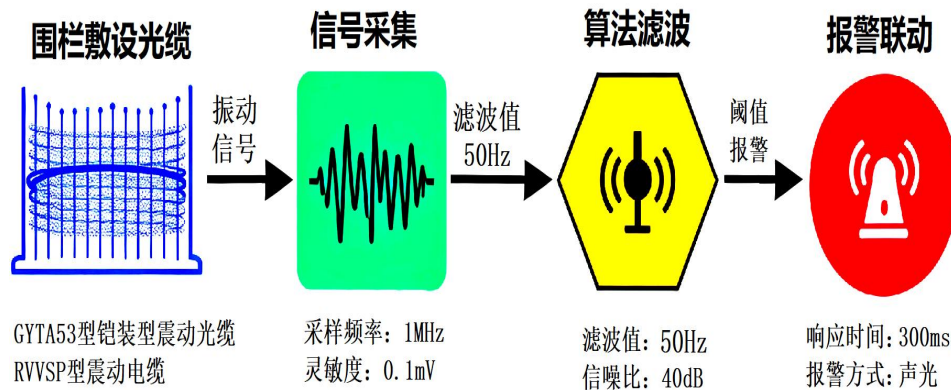 围栏敷设光缆
信号采集
算法滤波
报警联动
振动
信号
滤波值
50Hz
阈值
报警
GYTA53型铠装型震动光缆
RVVSP型震动电缆
采样频率：1MHz
灵敏度：0.1mV
滤波值：50Hz
信噪比：40dB
响应时间：300ms
报警方式：声光